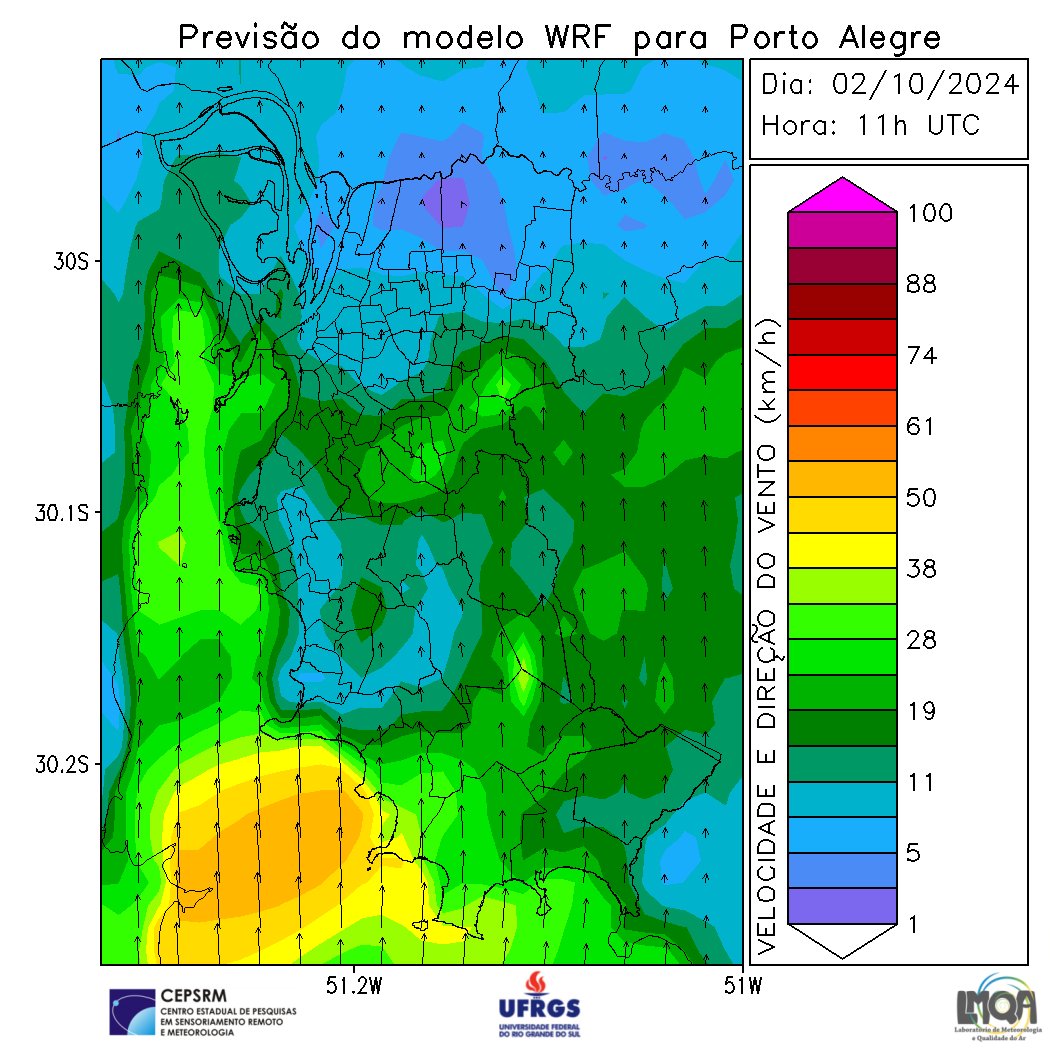 Previsão do modelo WRF para Porto Alegre
Dia: 02/10/2024
Hora: 11h UTC
30S
30.1S
30.2S
51.2W
51W
VELOCIDADE E DIREÇÃO DO VENTO (km/h)
100
88
74
61
50
38
28
19
11
5
1
CEPSRM
CENTRO ESTADUAL DE PESQUISAS
EM SENSORIAMENTO REMOTO
E METEOROLOGIA
UFRGS
UNIVERSIDADE FEDERAL
DO RIO GRANDE DO SUL
LMQA
Laboratório de Meteorologia
e Qualidade do Ar